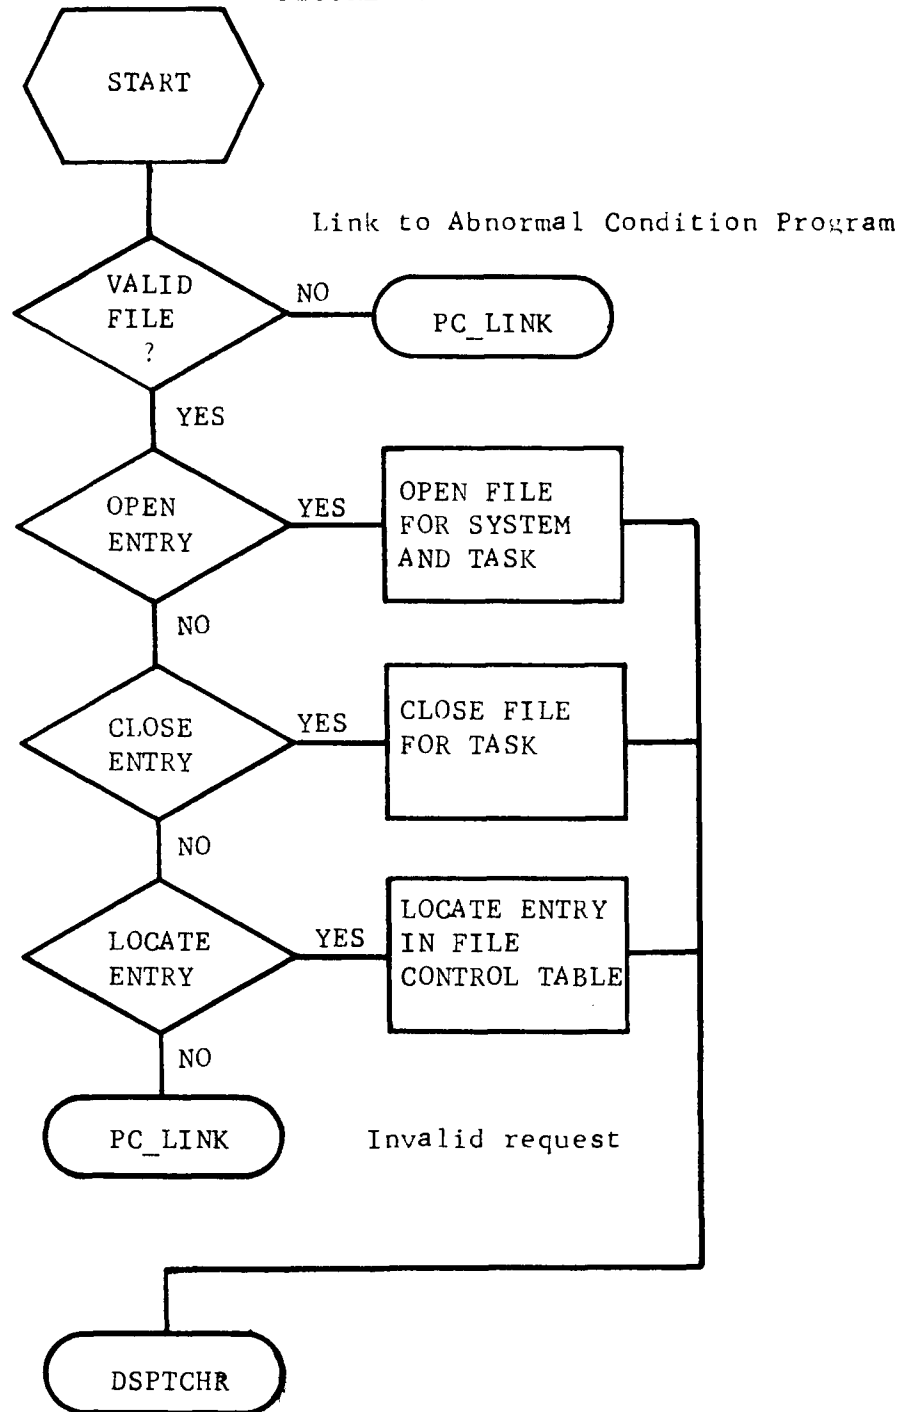 START
Link to Abnormal Condition Program
VALID
FILE
?
NO
PC_LINK
YES
OPEN
ENTRY
YES
OPEN FILE
FOR SYSTEM
AND TASK
NO
CLOSE
ENTRY
YES
CLOSE FILE
FOR TASK
NO
LOCATE
ENTRY
YES
LOCATE ENTRY
IN FILE
CONTROL TABLE
NO
PC_LINK
Invalid request
DSPTCHR